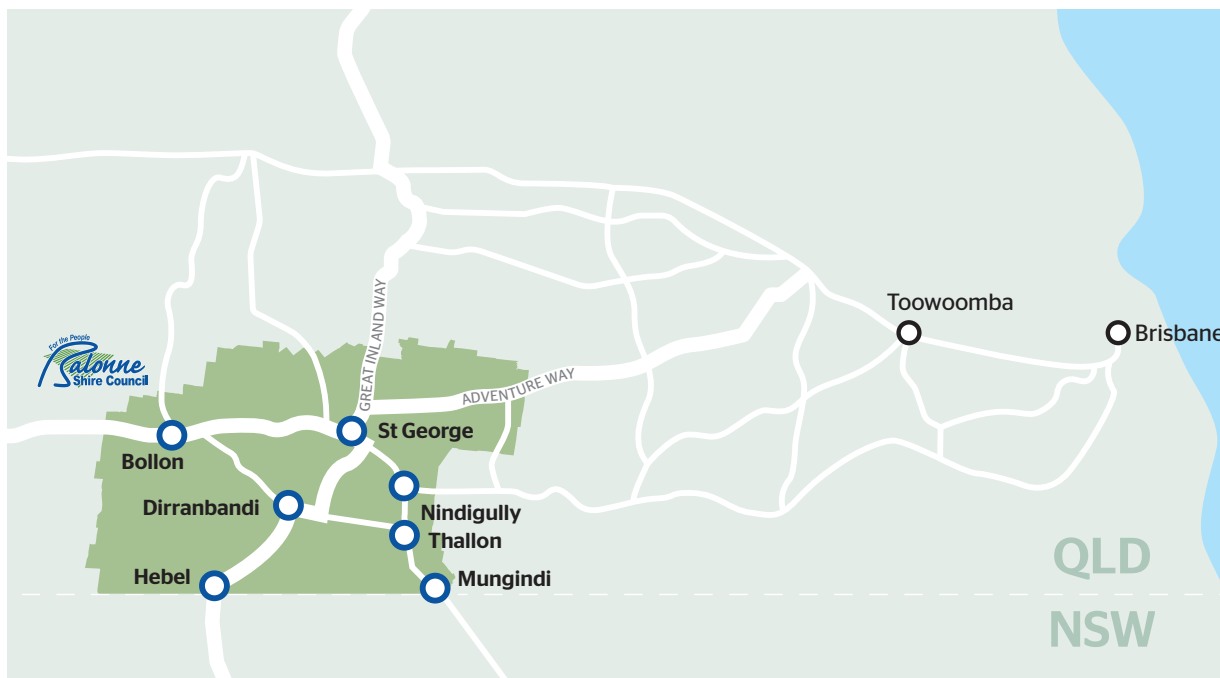 GREAT INLAND WAY
Toowoomba
Brisbane
For the People
Balonne
Shire Council
ADVENTURE WAY
St George
Bollon
Dirranbandi
Nindigully
Thallon
QLD
Hebel
Mungindi
NSW